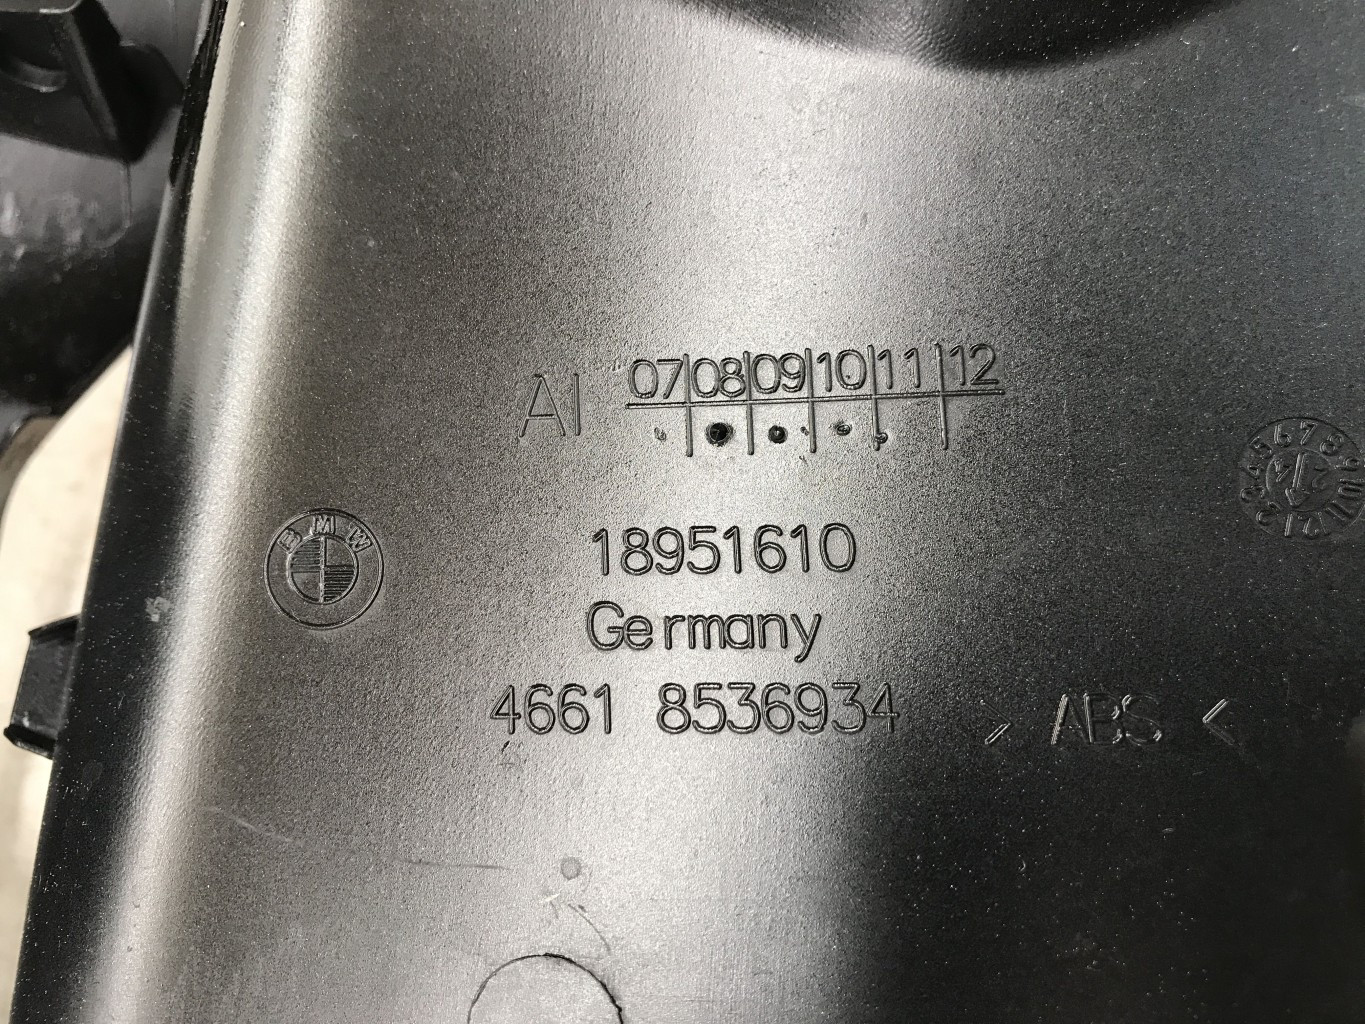 AI 07 08 09 10 11 12
BMW
18951610
Germany
4661 8536934 > ABS <